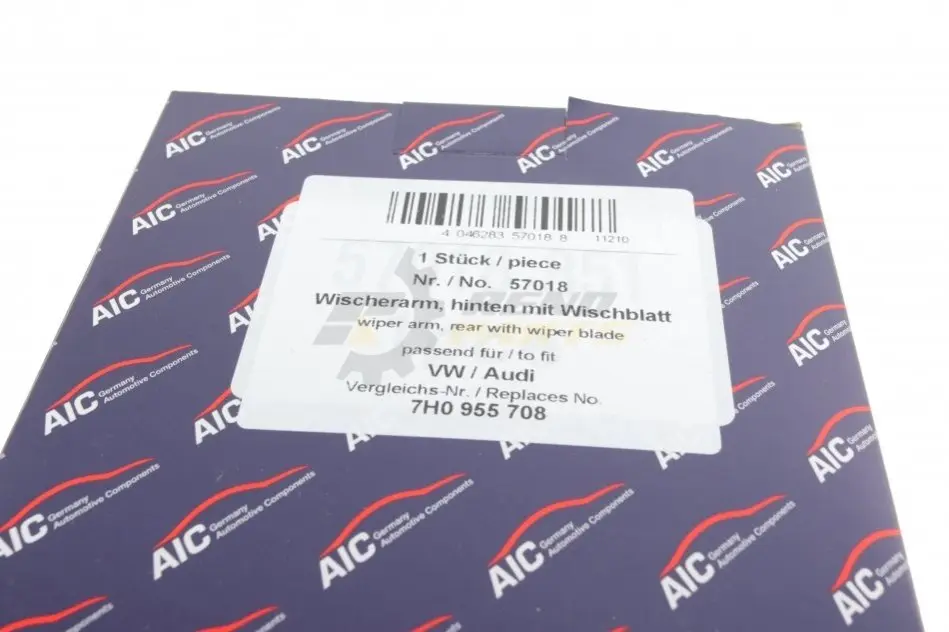 AIC Germany Automotive Components
4 046283 57018 8 11210
1 Stück / piece
Nr. / No. 57018
Wischerarm, hinten mit Wischblatt
wiper arm, rear with wiper blade
passend für / to fit
VW / Audi
Vergleichs-Nr. / Replaces No.
7H0 955 708